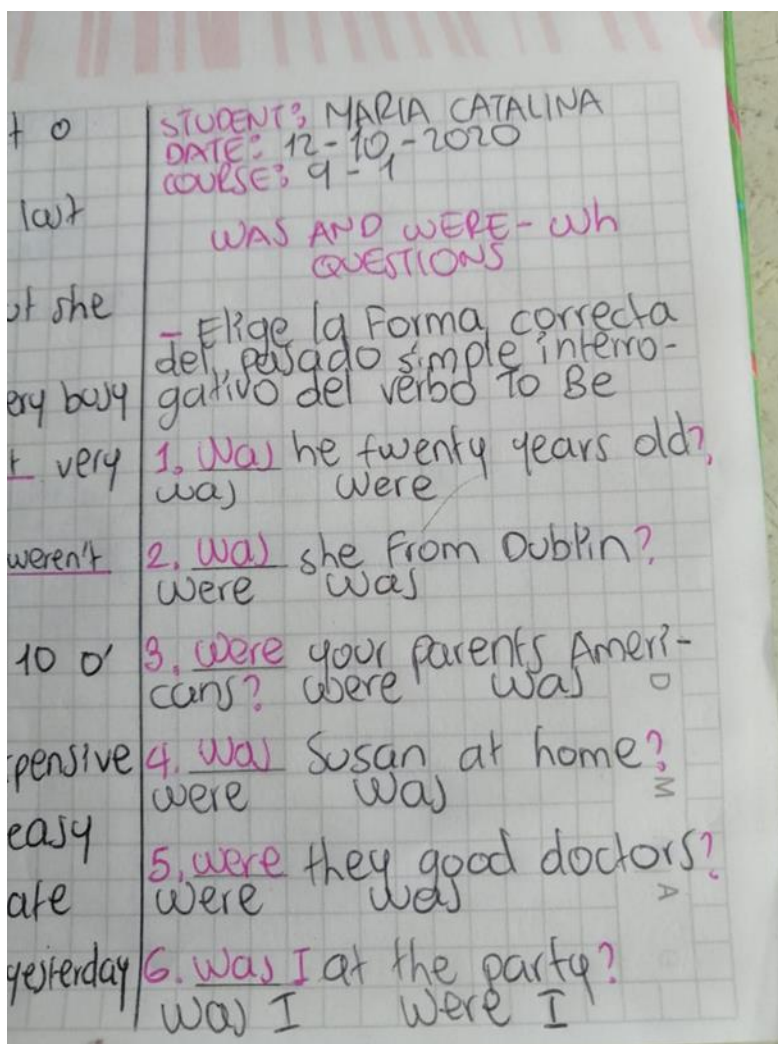 t o
last
ot she
ery busy
t very
weren't
10 o'
pensive
easy
ate
yesterday
STUDENT: MARIA CATALINA
DATE: 12-10-2020
COURSE: 9-1
WAS AND WERE - Wh
QUESTIONS
- Elige la Forma correcta
del pasado simple interro-
gativo del verbo To Be
1. Was he twenty years old?
was were
2. was she From Dublin?
were was
3. were your parents Ameri-
cans? were was
4. was Susan at home?
were was
5. were they good doctors?
were was
6. was I at the party?
was I were I
D
M
A